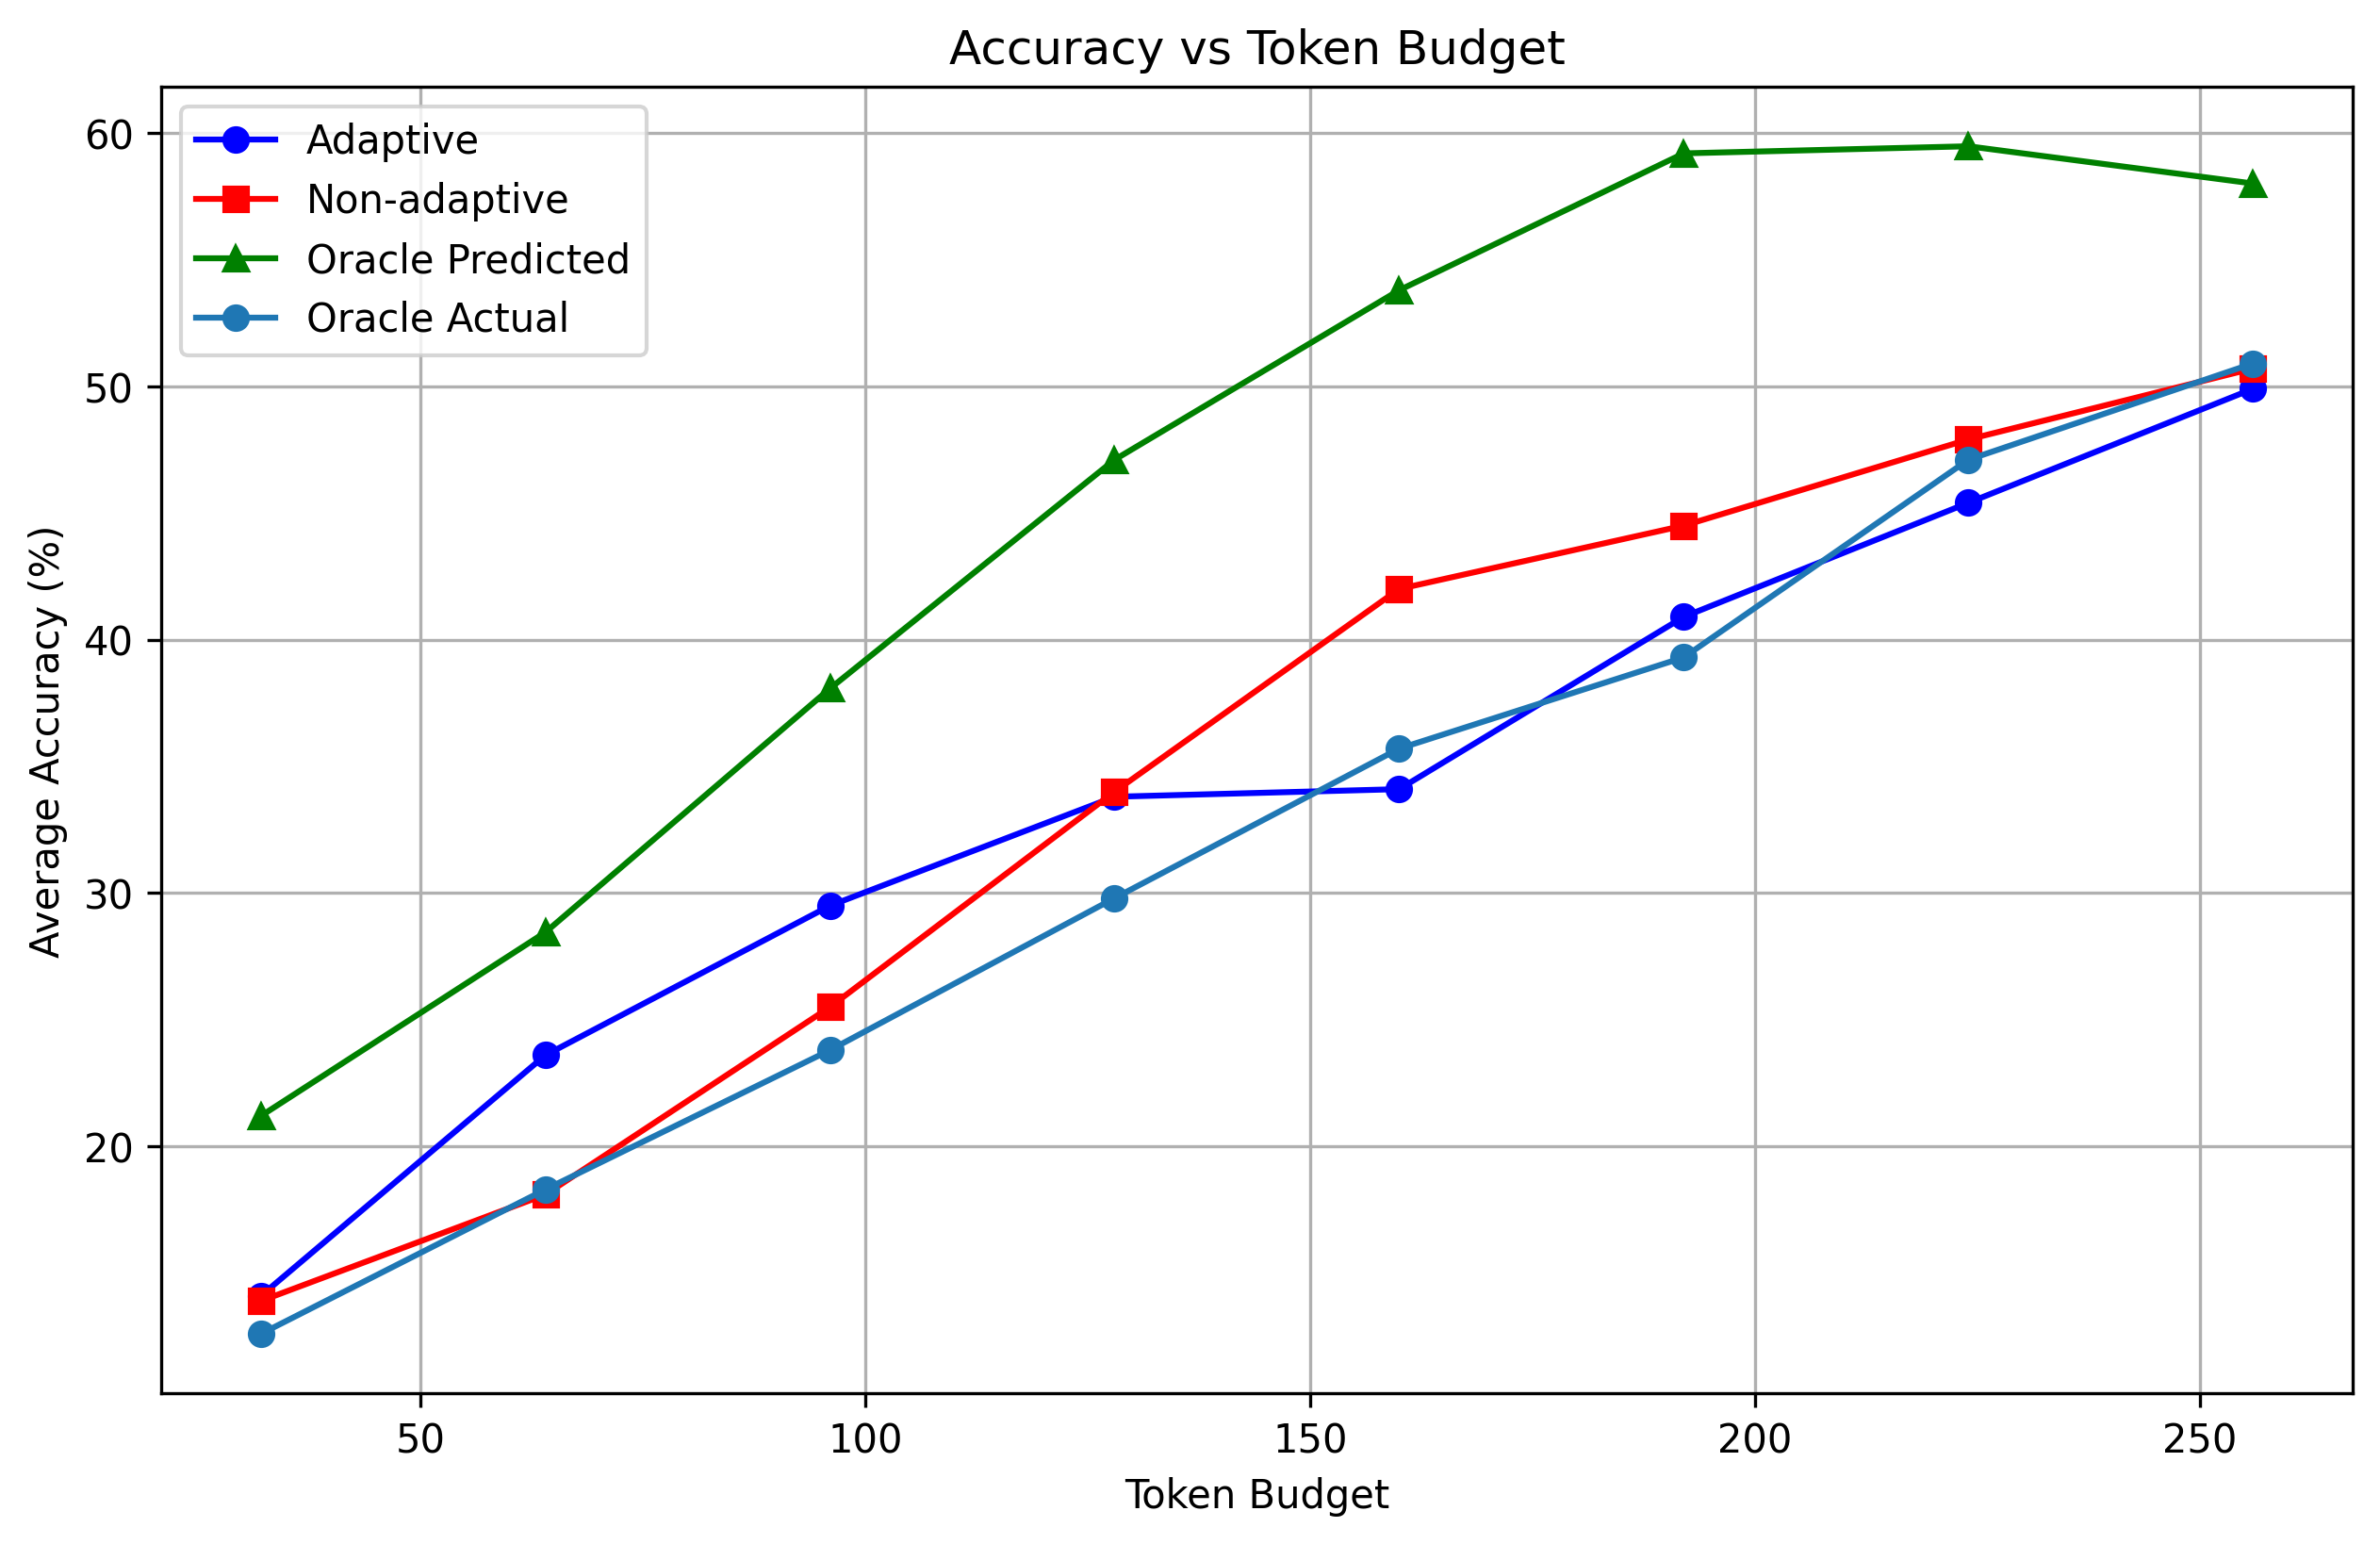 Accuracy vs Token Budget
Adaptive
Non-adaptive
Oracle Predicted
Oracle Actual
Average Accuracy (%)
60
50
40
30
20
50 100 150 200 250
Token Budget